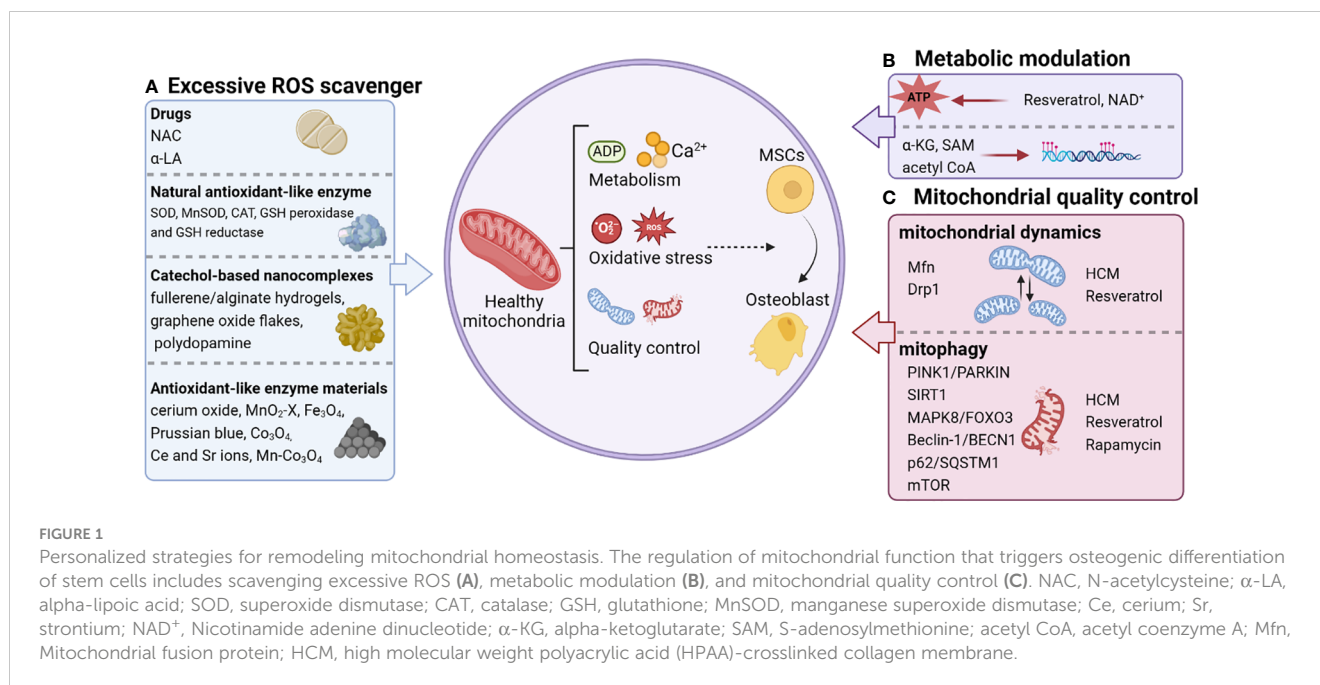 A Excessive ROS scavenger
Drugs
NAC
α-LA
Natural antioxidant-like enzyme
SOD, MnSOD, CAT, GSH peroxidase
and GSH reductase
Catechol-based nanocomplexes
fullerene/alginate hydrogels,
graphene oxide flakes,
polydopamine
Antioxidant-like enzyme materials
cerium oxide, MnO₂-X, Fe₃O₄,
Prussian blue, Co₃O₄,
Ce and Sr ions, Mn-Co₃O₄
Healthy
mitochondria
ADP
Ca²⁺
Metabolism
·O₂²⁻
ROS
Oxidative stress
Quality control
MSCs
Osteoblast
B Metabolic modulation
ATP
Resveratrol, NAD⁺
α-KG, SAM
acetyl CoA
C Mitochondrial quality control
mitochondrial dynamics
Mfn
Drp1
HCM
Resveratrol
mitophagy
PINK1/PARKIN
SIRT1
MAPK8/FOXO3
Beclin-1/BECN1
p62/SQSTM1
mTOR
HCM
Resveratrol
Rapamycin
FIGURE 1
Personalized strategies for remodeling mitochondrial homeostasis. The regulation of mitochondrial function that triggers osteogenic differentiation
of stem cells includes scavenging excessive ROS (A), metabolic modulation (B), and mitochondrial quality control (C). NAC, N-acetylcysteine; α-LA,
alpha-lipoic acid; SOD, superoxide dismutase; CAT, catalase; GSH, glutathione; MnSOD, manganese superoxide dismutase; Ce, cerium; Sr,
strontium; NAD⁺, Nicotinamide adenine dinucleotide; α-KG, alpha-ketoglutarate; SAM, S-adenosylmethionine; acetyl CoA, acetyl coenzyme A; Mfn,
Mitochondrial fusion protein; HCM, high molecular weight polyacrylic acid (HPAA)-crosslinked collagen membrane.